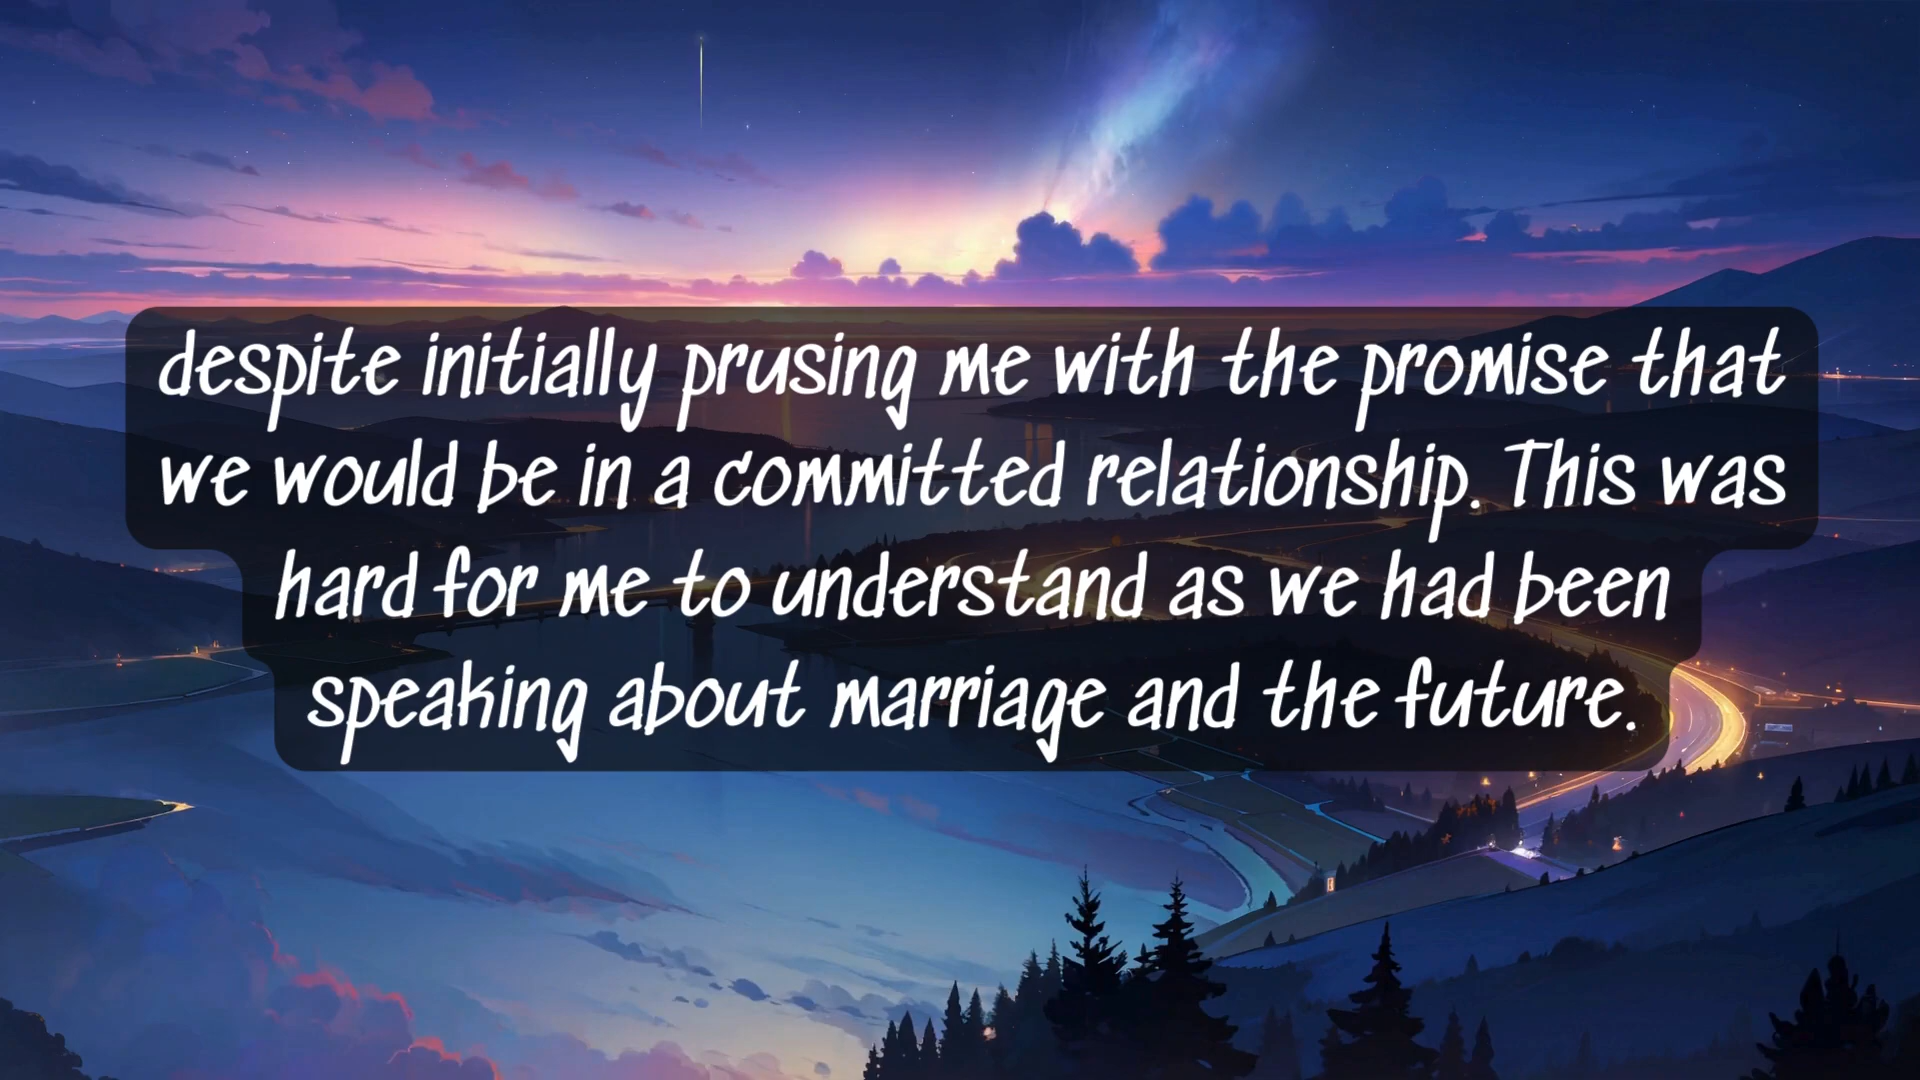 despite initially prusing me with the promise that
we would be in a committed relationship. This was
hard for me to understand as we had been
speaking about marriage and the future.